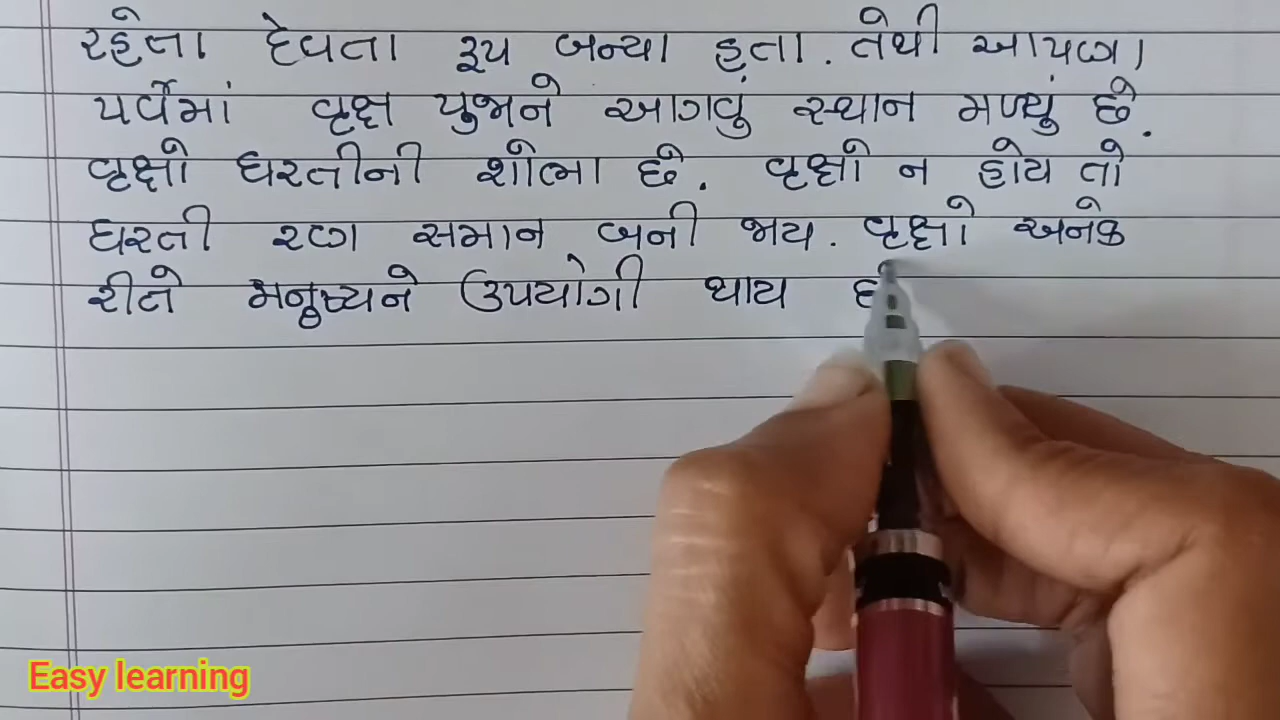 રહેતા દેવતા રૂપ બન્યા હતા. તેથી આપણા
પર્વમાં વૃક્ષ પુજાને આગવું સ્થાન મળ્યું છે.
વૃક્ષો ધરતીની શોભા છે. વૃક્ષો ન હોય તો
ધરતી રણ સમાન બની જાય. વૃક્ષો અનેક
રીતે મનુષ્યને ઉપયોગી થાય
Easy learning